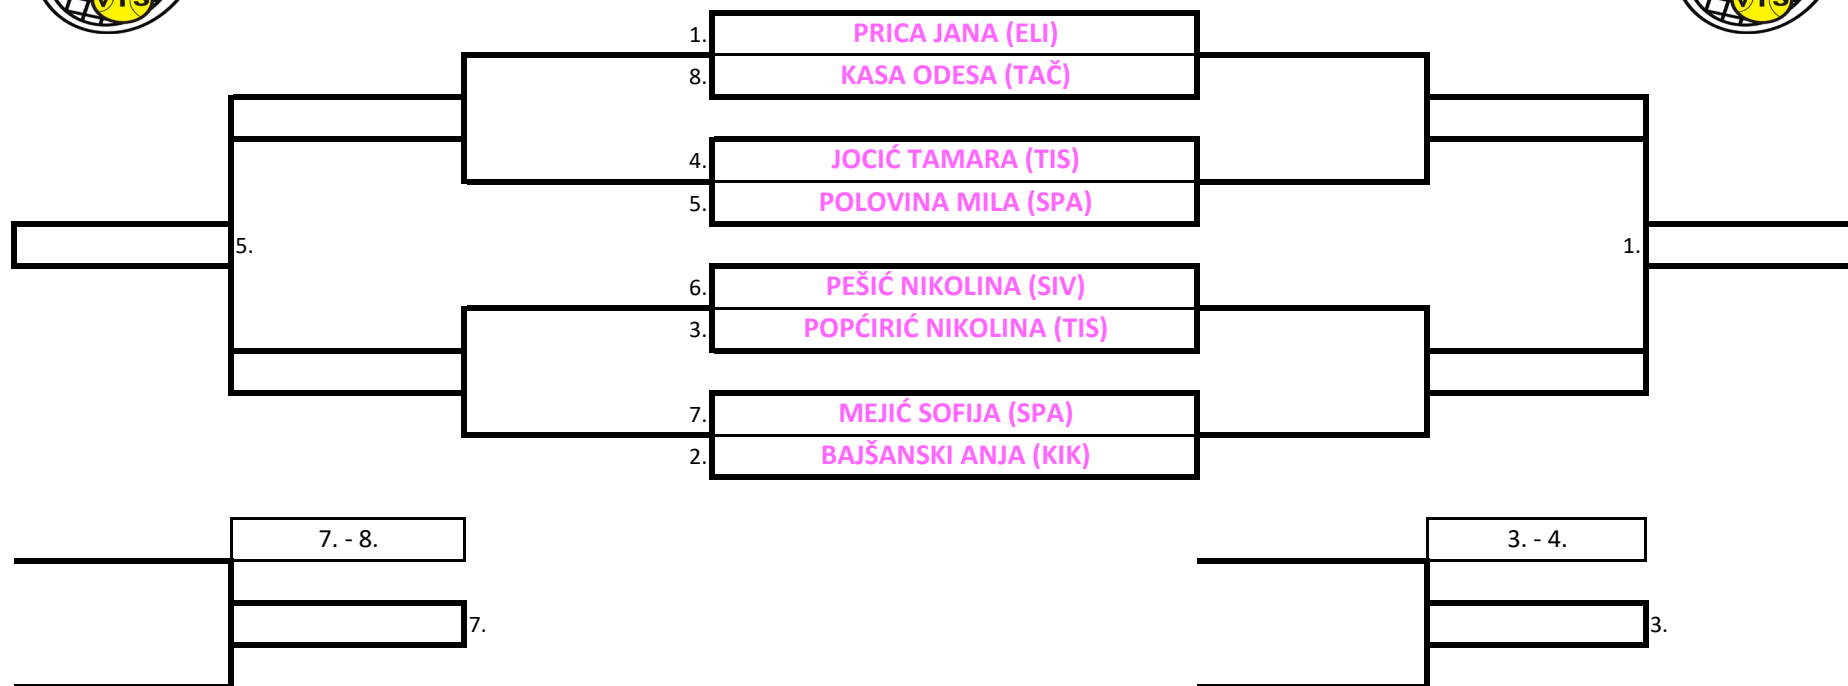 VTS
VTS
1. PRICA JANA (ELI)
8. KASA ODESA (TAČ)
4. JOCIĆ TAMARA (TIS)
5. POLOVINA MILA (SPA)
5.
1.
6. PEŠIĆ NIKOLINA (SIV)
3. POPĆIRIĆ NIKOLINA (TIS)
7. MEJIĆ SOFIJA (SPA)
2. BAJŠANSKI ANJA (KIK)
7. - 8.
3. - 4.
7.
3.